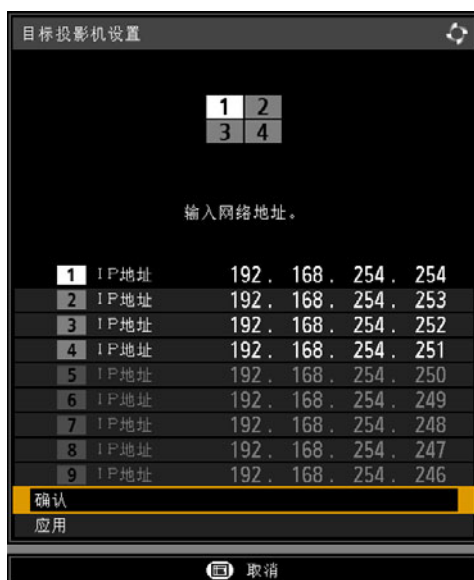 目标投影机设置
1 2
3 4
输入网络地址。
1 IP地址 192. 168. 254. 254
2 IP地址 192. 168. 254. 253
3 IP地址 192. 168. 254. 252
4 IP地址 192. 168. 254. 251
5 IP地址 192. 168. 254. 250
6 IP地址 192. 168. 254. 249
7 IP地址 192. 168. 254. 248
8 IP地址 192. 168. 254. 247
9 IP地址 192. 168. 254. 246
确认
应用
取消